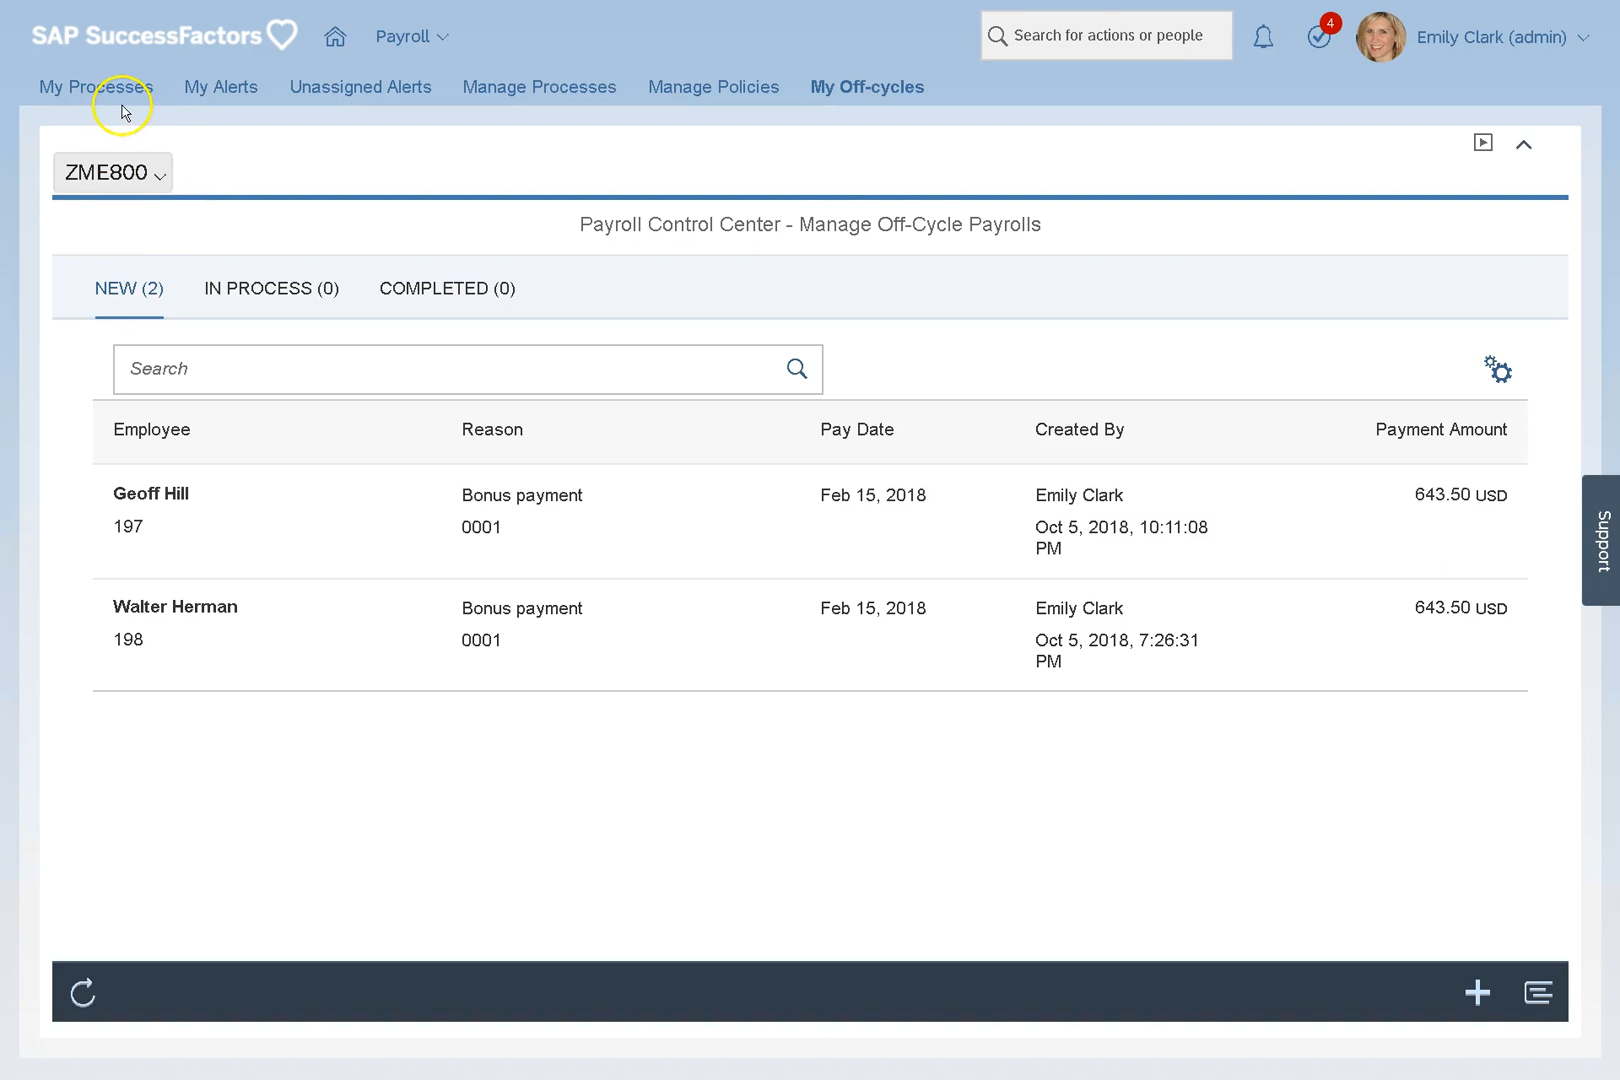 SAP SuccessFactors
Payroll
Search for actions or people
4
Emily Clark (admin)
My Processes My Alerts Unassigned Alerts Manage Processes Manage Policies My Off-cycles
ZME800
Payroll Control Center - Manage Off-Cycle Payrolls
NEW (2) IN PROCESS (0) COMPLETED (0)
Search
Employee Reason Pay Date Created By Payment Amount
Geoff Hill Bonus payment Feb 15, 2018 Emily Clark 643.50 USD
197 0001 Oct 5, 2018, 10:11:08
PM
Walter Herman Bonus payment Feb 15, 2018 Emily Clark 643.50 USD
198 0001 Oct 5, 2018, 7:26:31
PM
Support